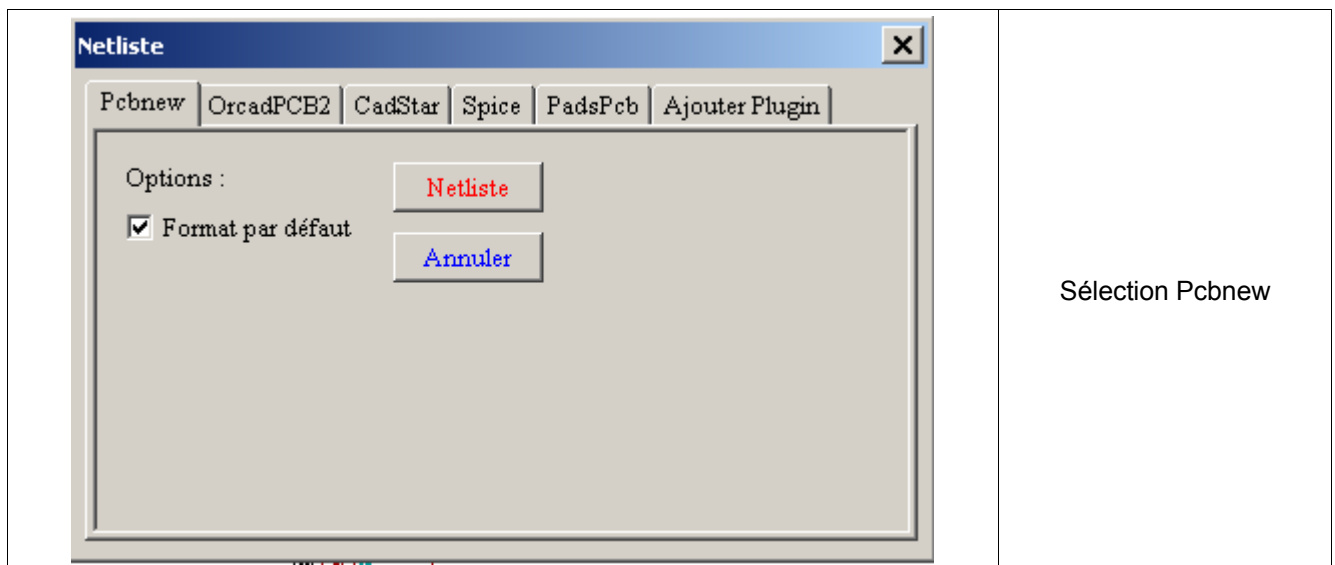 Netliste
Pcbnew OrcadPCB2 CadStar Spice PadsPcb Ajouter Plugin
Options :
Netliste
Format par défaut
Annuler
Sélection Pcbnew